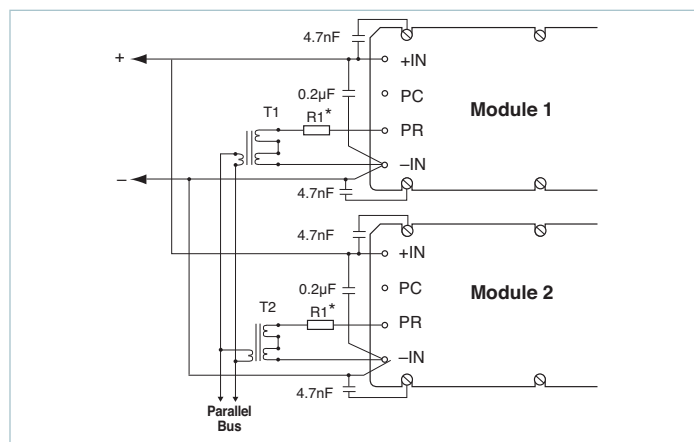 4.7nF
+
+IN
0.2µF
PC
Module 1
T1
R1*
PR
–IN
–
4.7nF
4.7nF
+IN
0.2µF
PC
Module 2
T2
R1*
PR
–IN
4.7nF
Parallel
Bus